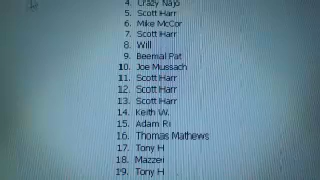 4. Crazy Najo
5. Scott Harr
6. Mike McCor
7. Scott Harr
8. Will
9. Beemal Pat
10. Joe Mussach
11. Scott Harr
12. Scott Harr
13. Scott Harr
14. Keith W.
15. Adam Ri
16. Thomas Mathews
17. Tony H
18. Mazzei
19. Tony H